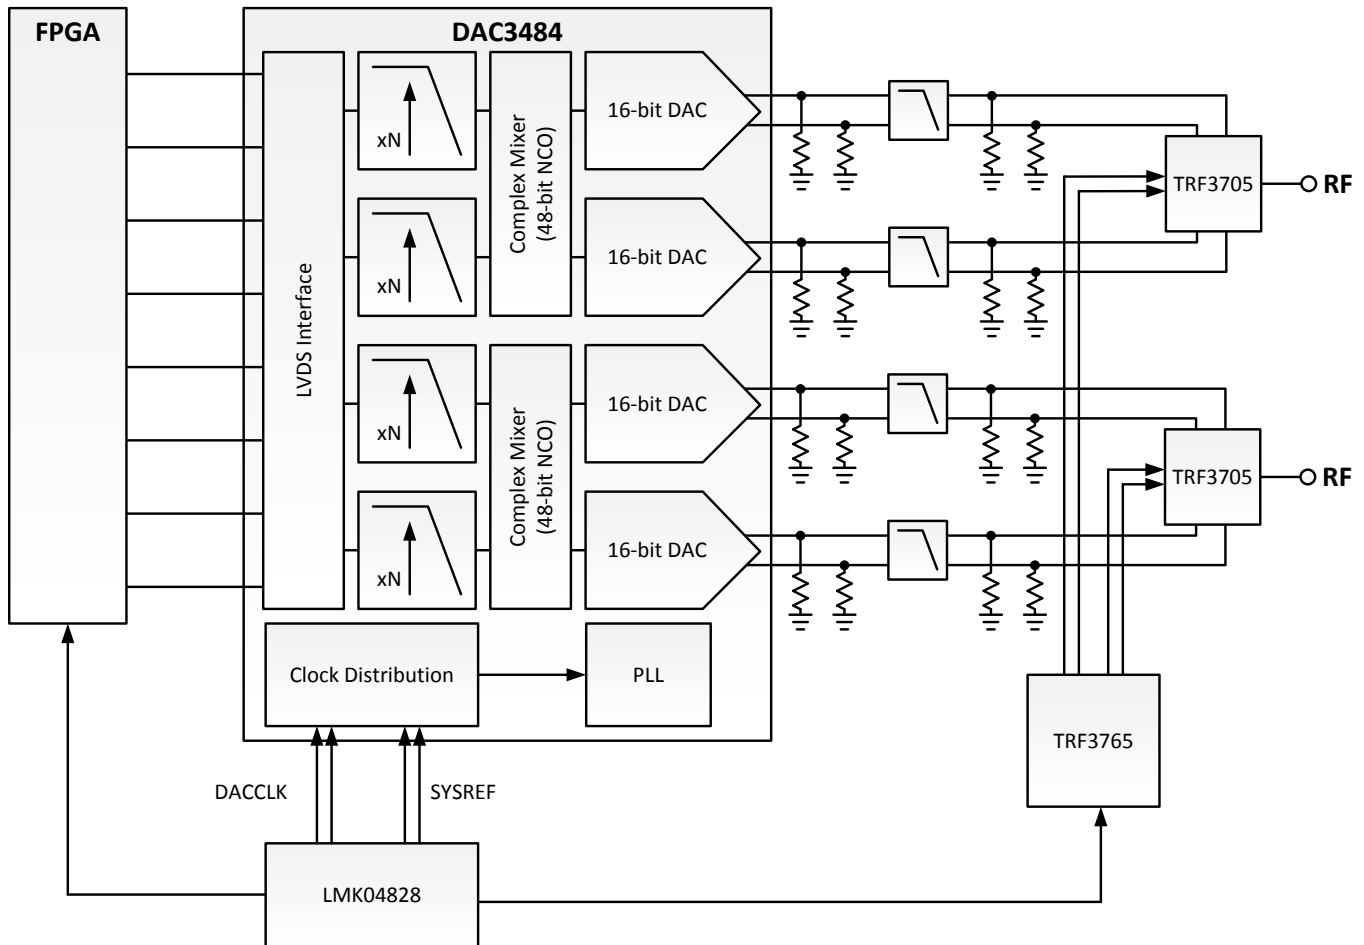 FPGA
DAC3484
LVDS Interface
xN
Complex Mixer
(48-bit NCO)
16-bit DAC
TRF3705
RF
xN
16-bit DAC
xN
Complex Mixer
(48-bit NCO)
16-bit DAC
TRF3705
RF
xN
16-bit DAC
Clock Distribution
PLL
TRF3765
DACCLK
SYSREF
LMK04828